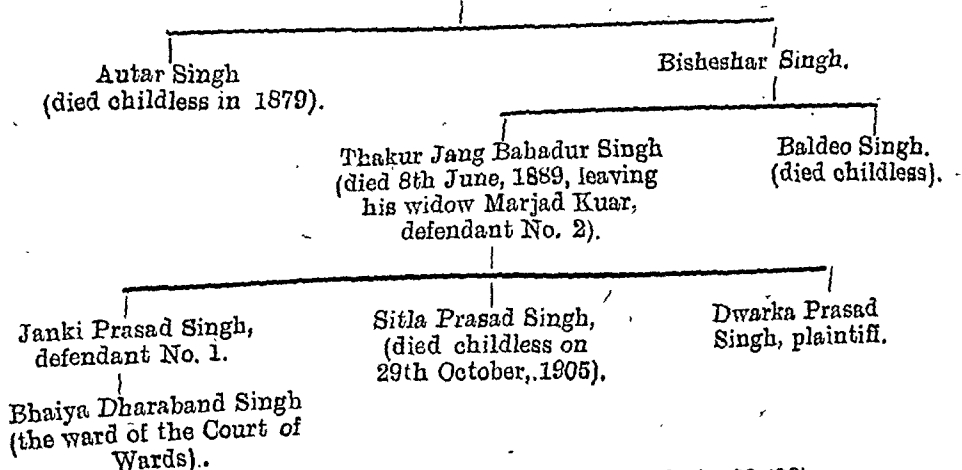 Autar Singh
(died childless in 1879).
Bisheshar Singh.
Thakur Jang Bahadur Singh
(died 8th June, 1889, leaving
his widow Marjad Kuar,
defendant No. 2).
Baldeo Singh.
(died childless).
Janki Prasad Singh,
defendant No. 1.
Sitla Prasad Singh,
(died childless on
29th October, 1905).
Dwarka Prasad
Singh, plaintiff.
Bhaiya Dharaband Singh
(the ward of the Court of
Wards).